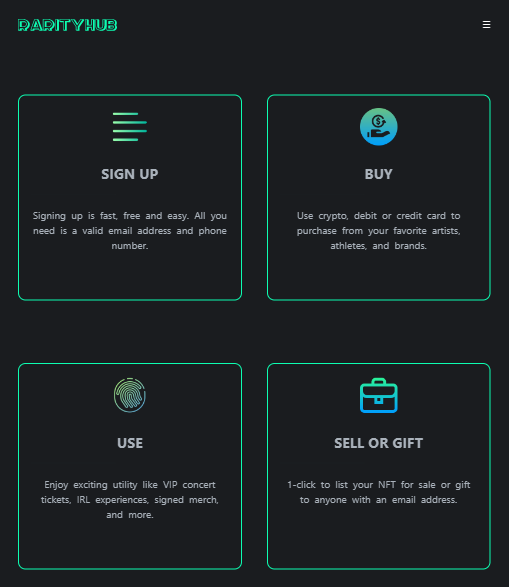 RARITYHUB
SIGN UP
Signing up is fast, free and easy. All you
need is a valid email address and phone
number.
BUY
Use crypto, debit or credit card to
purchase from your favorite artists,
athletes, and brands.
USE
Enjoy exciting utility like VIP concert
tickets, IRL experiences, signed merch,
and more.
SELL OR GIFT
1-click to list your NFT for sale or gift
to anyone with an email address.